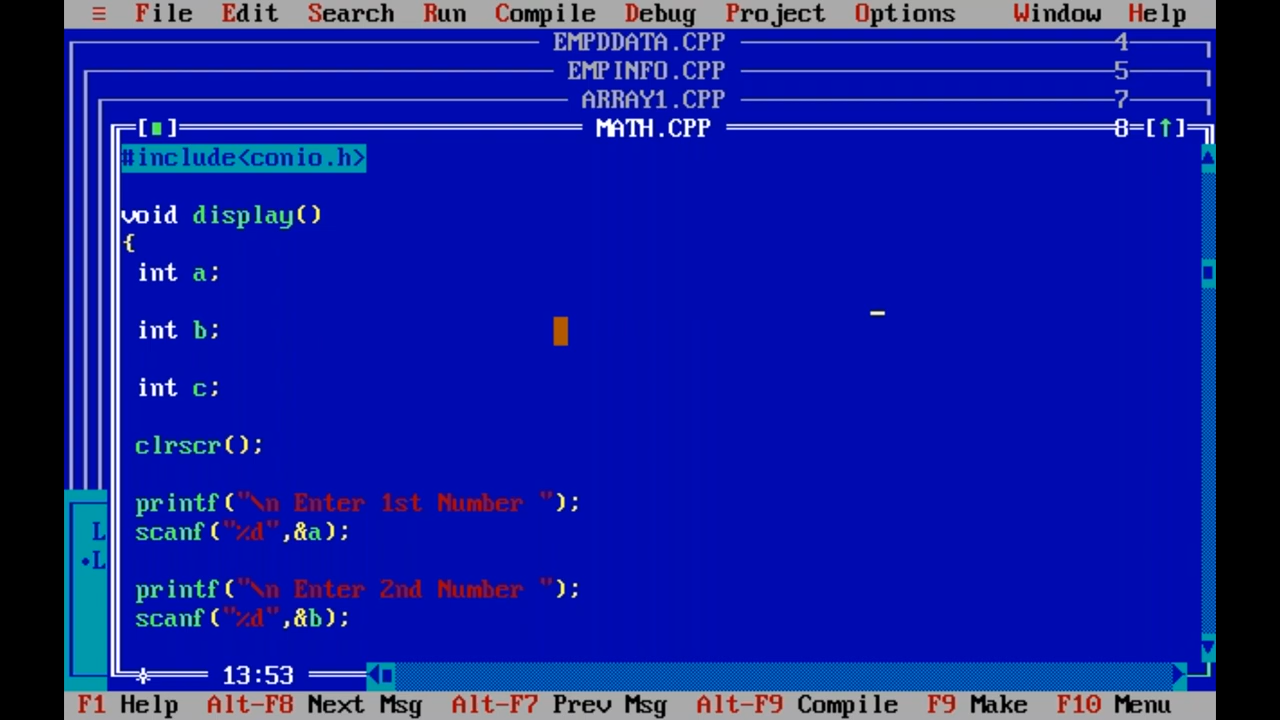 ≡ File Edit Search Run Compile Debug Project Options Window Help
EMPDDATA.CPP 4
EMPINFO.CPP 5
ARRAY1.CPP 7
[■] MATH.CPP 8=[↑]
#include<conio.h>
void display()
{
int a;
int b;
int c;
clrscr();
printf("\n Enter 1st Number ");
scanf("%d",&a);
printf("\n Enter 2nd Number ");
L
scanf("%d",&b);
•L
13:53
F1 Help Alt-F8 Next Msg Alt-F7 Prev Msg Alt-F9 Compile F9 Make F10 Menu